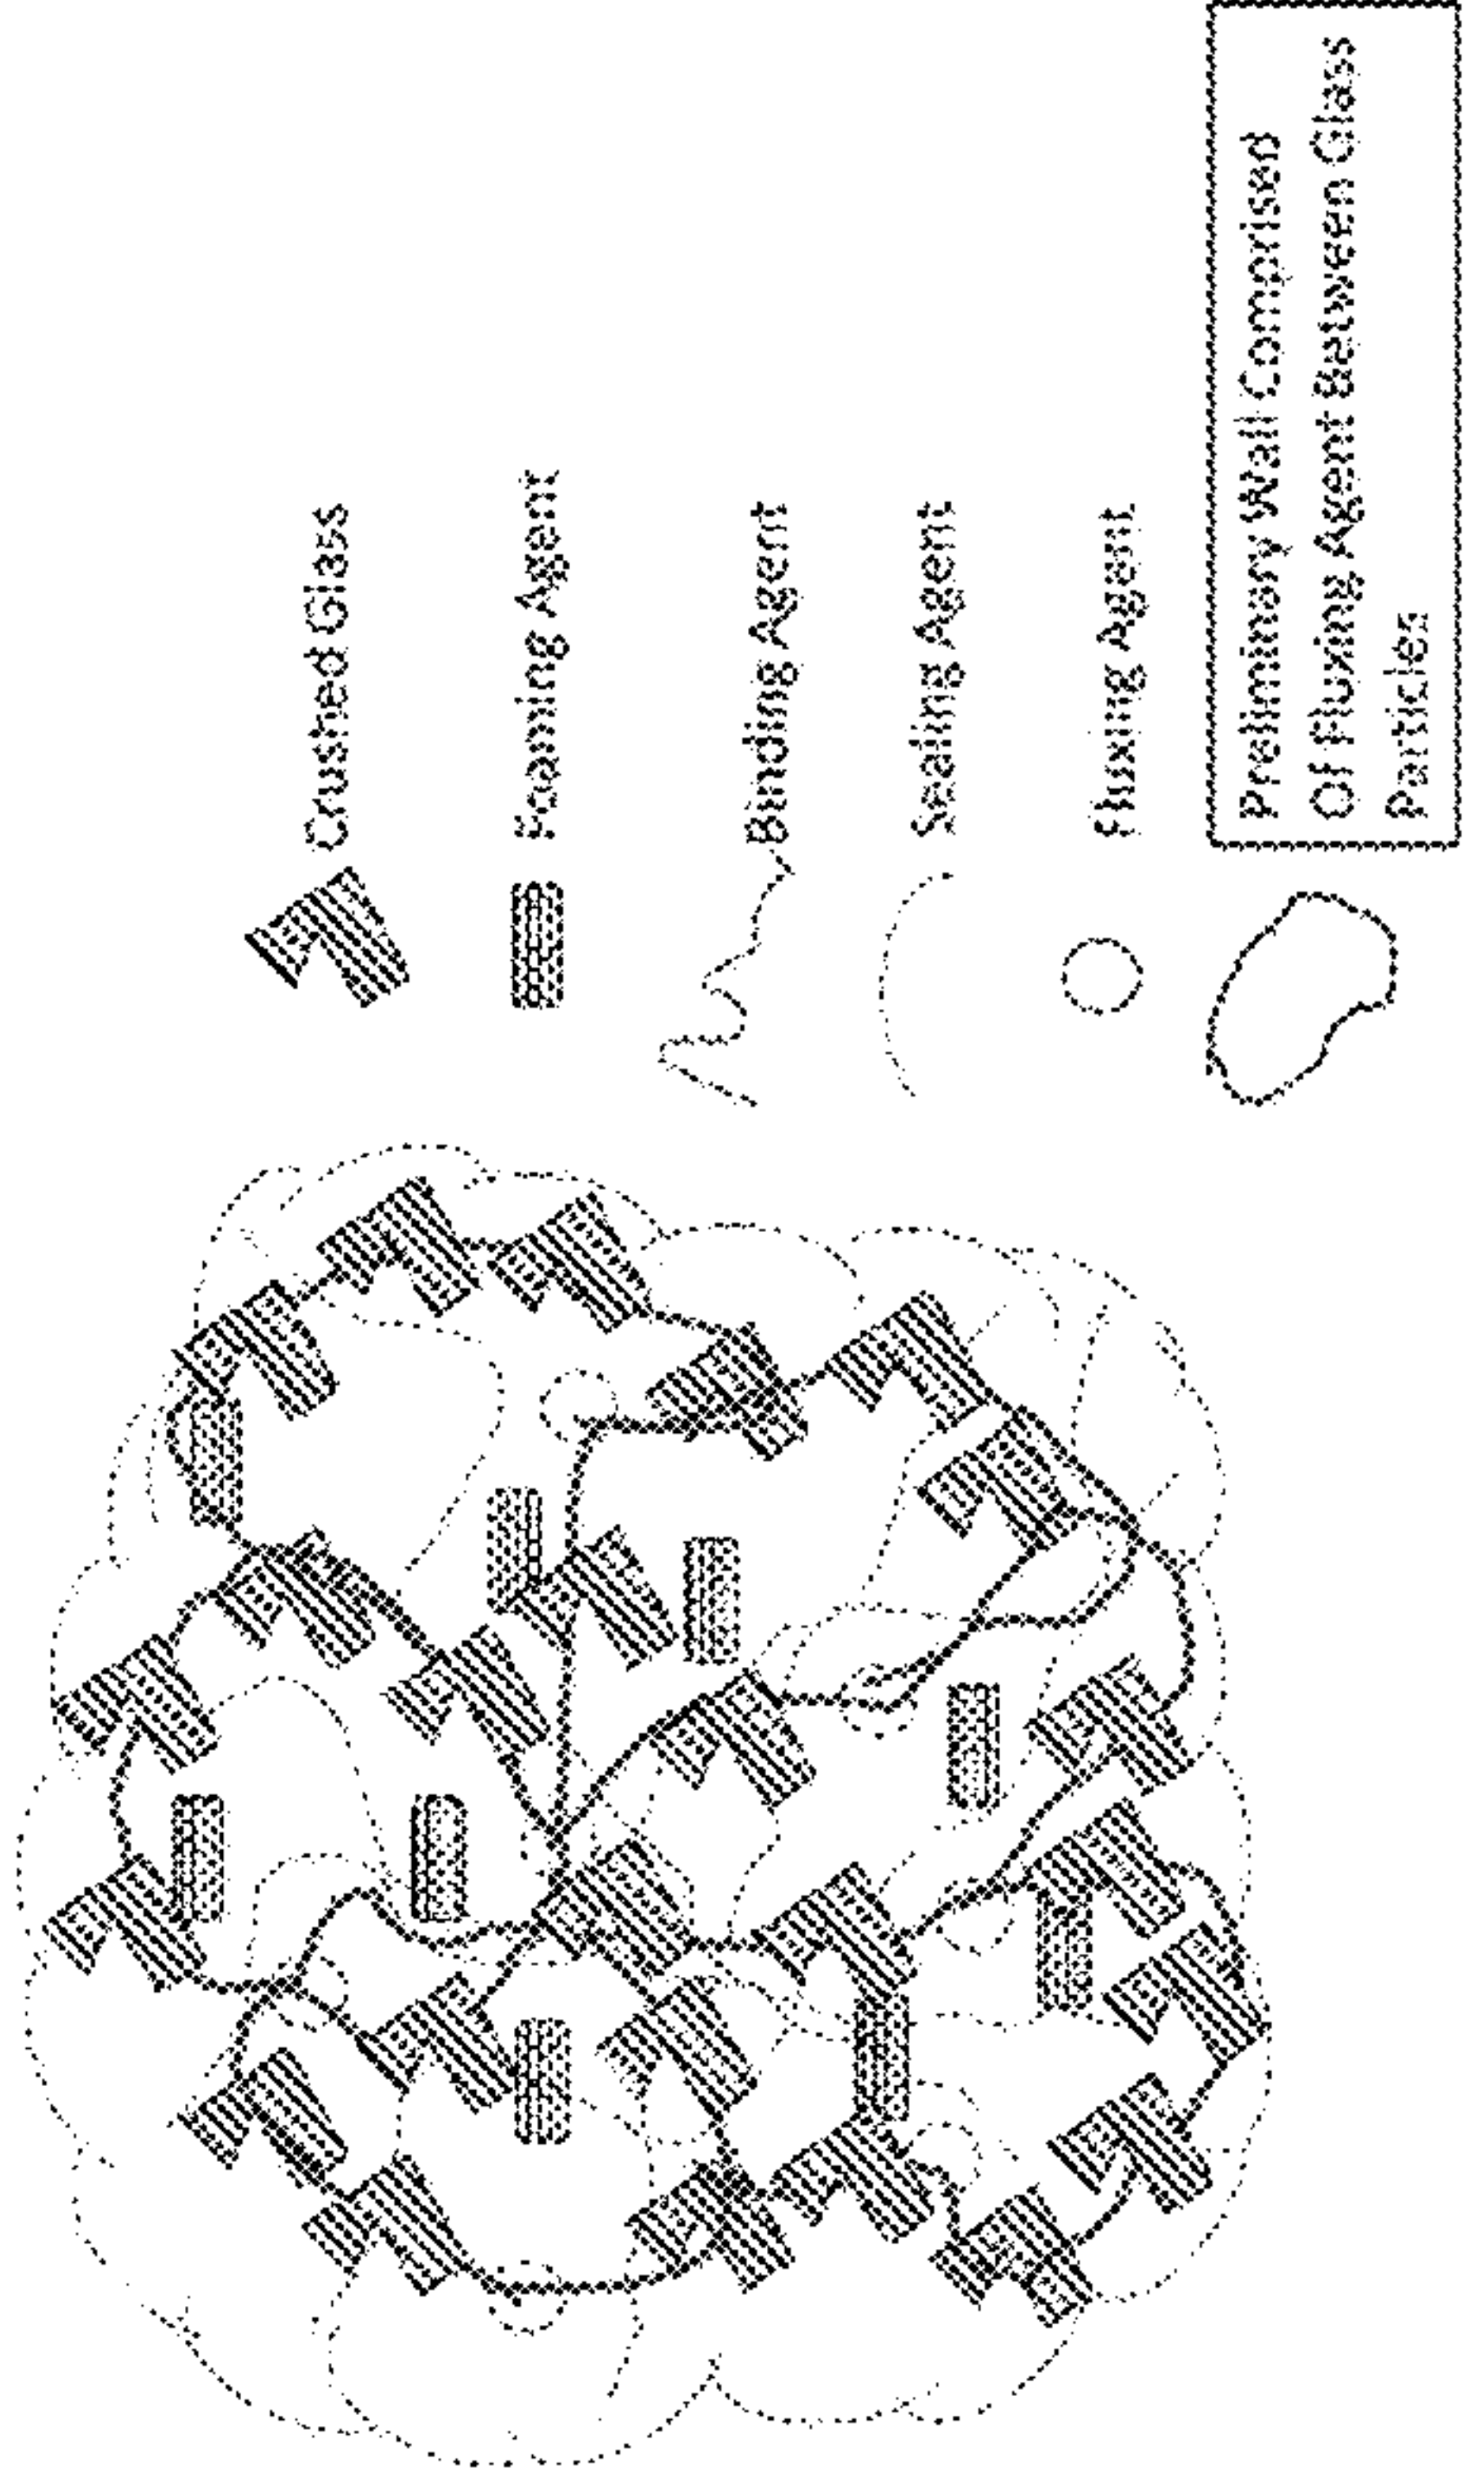 Crushed Glass
Foaming Agent
Binding Agent
Sealing Agent
Fluxing Agent
Preliminary Wall Comprised
Of Fluxing Agent Between Glass
Particles